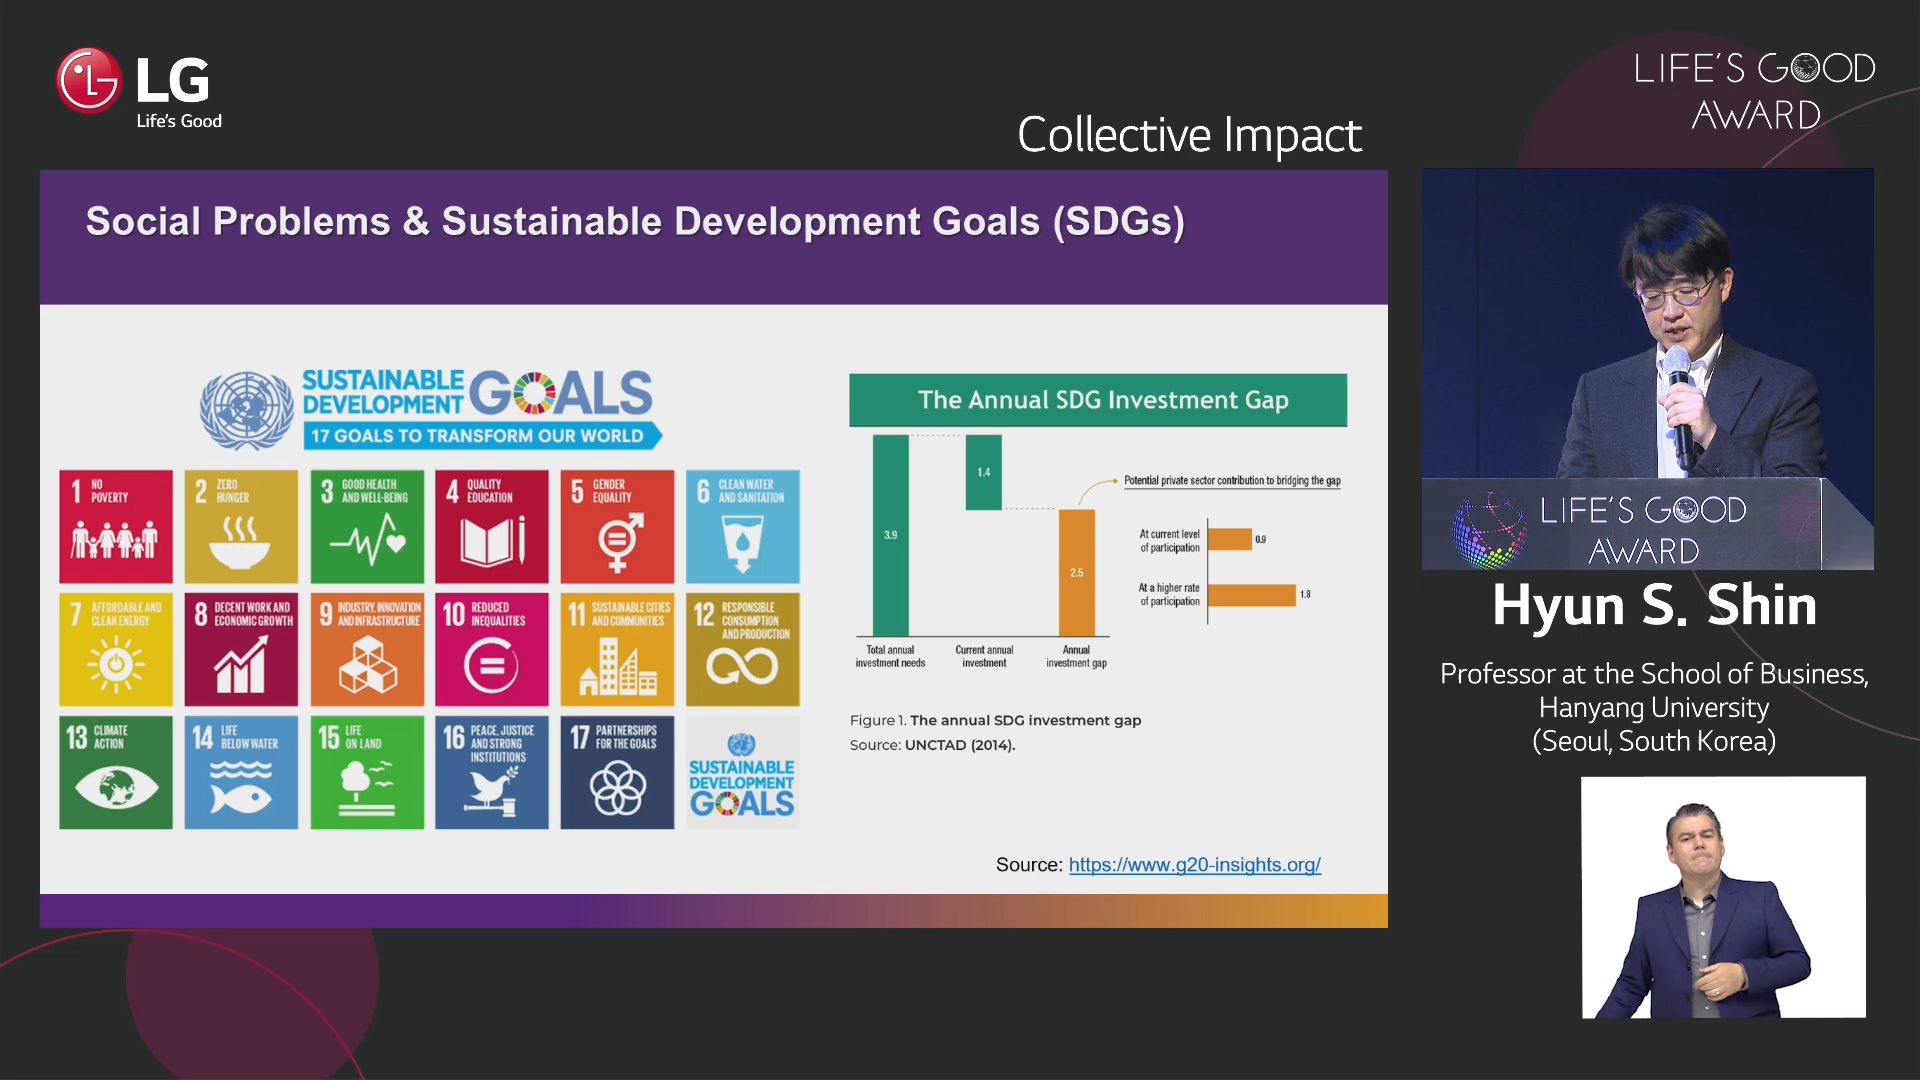 LG
Life's Good
LIFE'S GOOD
AWARD
Collective Impact
Social Problems & Sustainable Development Goals (SDGs)
SUSTAINABLE
DEVELOPMENT
GOALS
17 GOALS TO TRANSFORM OUR WORLD
1 NO
POVERTY
2 ZERO
HUNGER
3 GOOD HEALTH
AND WELL-BEING
4 QUALITY
EDUCATION
5 GENDER
EQUALITY
6 CLEAN WATER
AND SANITATION
7 AFFORDABLE AND
CLEAN ENERGY
8 DECENT WORK AND
ECONOMIC GROWTH
9 INDUSTRY, INNOVATION
AND INFRASTRUCTURE
10 REDUCED
INEQUALITIES
11 SUSTAINABLE CITIES
AND COMMUNITIES
12 RESPONSIBLE
CONSUMPTION
AND PRODUCTION
13 CLIMATE
ACTION
14 LIFE
BELOW WATER
15 LIFE
ON LAND
16 PEACE, JUSTICE
AND STRONG
INSTITUTIONS
17 PARTNERSHIPS
FOR THE GOALS
SUSTAINABLE
DEVELOPMENT
GOALS
The Annual SDG Investment Gap
3.9
1.4
2.5
Total annual
investment needs
Current annual
investment
Annual
investment gap
Potential private sector contribution to bridging the gap
At current level
of participation
0.9
At a higher rate
of participation
1.8
Figure 1. The annual SDG investment gap
Source: UNCTAD (2014).
Source: https://www.g20-insights.org/
LIFE'S GOOD
AWARD
Hyun S. Shin
Professor at the School of Business,
Hanyang University
(Seoul, South Korea)